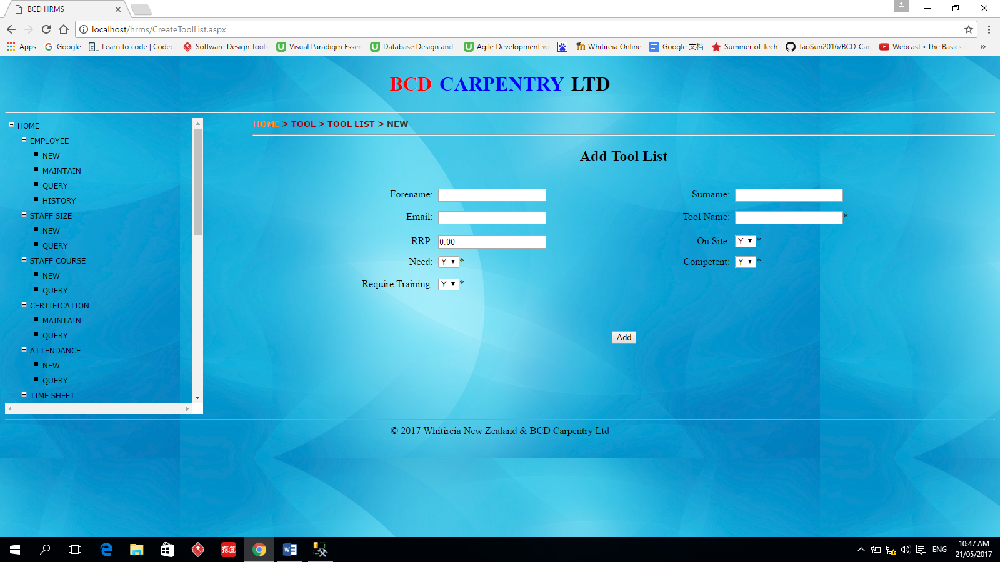 BCD HRMS
localhost/hrms/CreateToolList.aspx
Apps Google Learn to code | Codec Software Design Tools Visual Paradigm Essen Database Design and Agile Development w Whitireia Online Google 文档 Summer of Tech TaoSun2016/BCD-Car Webcast • The Basics »
BCD CARPENTRY LTD
HOME > TOOL > TOOL LIST > NEW
HOME
EMPLOYEE
NEW
MAINTAIN
QUERY
HISTORY
STAFF SIZE
NEW
QUERY
STAFF COURSE
NEW
QUERY
CERTIFICATION
MAINTAIN
QUERY
ATTENDANCE
NEW
QUERY
TIME SHEET
Add Tool List
Forename: Surname:
Email: Tool Name: *
RRP: 0.00 On Site: Y *
Need: Y * Competent: Y *
Require Training: Y *
Add
© 2017 Whitireia New Zealand & BCD Carpentry Ltd
有道
ENG 10:47 AM
21/05/2017